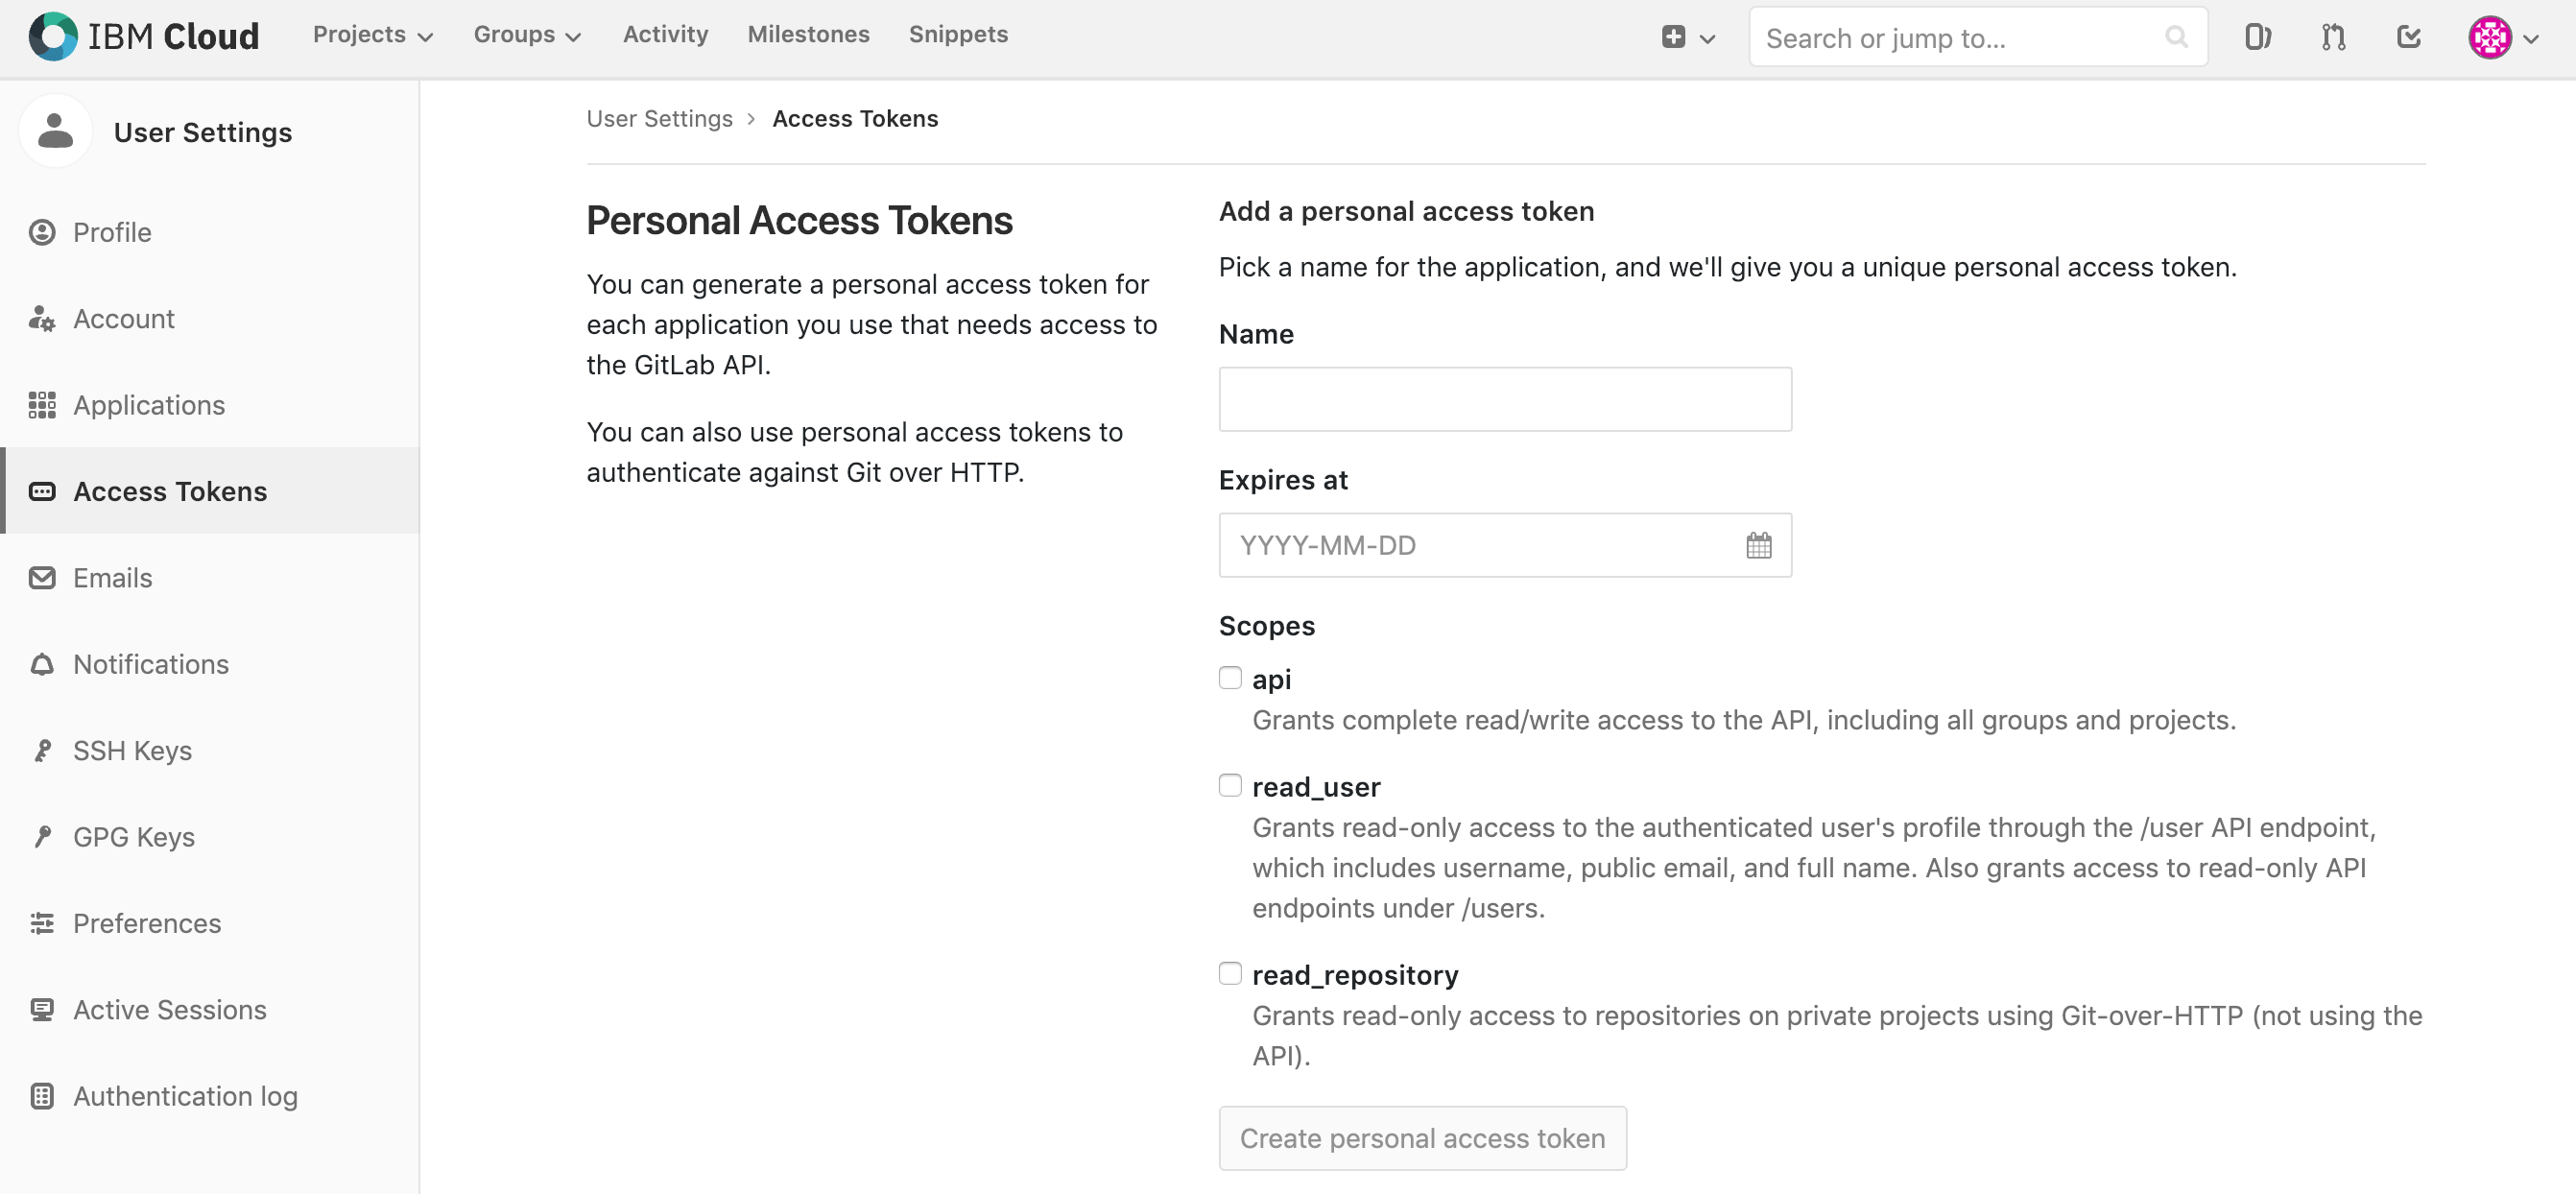 IBM Cloud
Projects
Groups
Activity
Milestones
Snippets
Search or jump to...
User Settings
Profile
Account
Applications
Access Tokens
Emails
Notifications
SSH Keys
GPG Keys
Preferences
Active Sessions
Authentication log
User Settings > Access Tokens
Personal Access Tokens
You can generate a personal access token for
each application you use that needs access to
the GitLab API.
You can also use personal access tokens to
authenticate against Git over HTTP.
Add a personal access token
Pick a name for the application, and we'll give you a unique personal access token.
Name
Expires at
YYYY-MM-DD
Scopes
api
Grants complete read/write access to the API, including all groups and projects.
read_user
Grants read-only access to the authenticated user's profile through the /user API endpoint,
which includes username, public email, and full name. Also grants access to read-only API
endpoints under /users.
read_repository
Grants read-only access to repositories on private projects using Git-over-HTTP (not using the
API).
Create personal access token